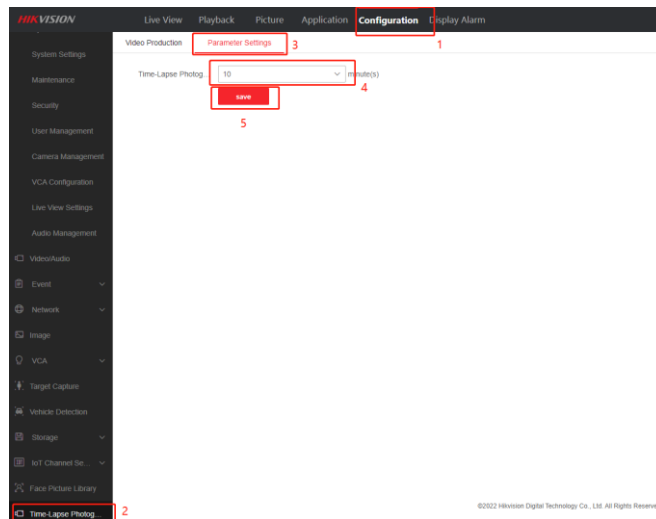 HIKVISION
Live View Playback Picture Application Configuration Display Alarm
System Settings
Maintenance
Security
User Management
Camera Management
VCA Configuration
Live View Settings
Audio Management
Video/Audio
Event
Network
Image
VCA
Target Capture
Vehicle Detection
Storage
IoT Channel Se...
Face Picture Library
Time-Lapse Photog...
2
Video Production Parameter Settings 3
1
Time-Lapse Photog... 10 minute(s)
4
save
5
©2022 Hikvision Digital Technology Co., Ltd. All Rights Reserve